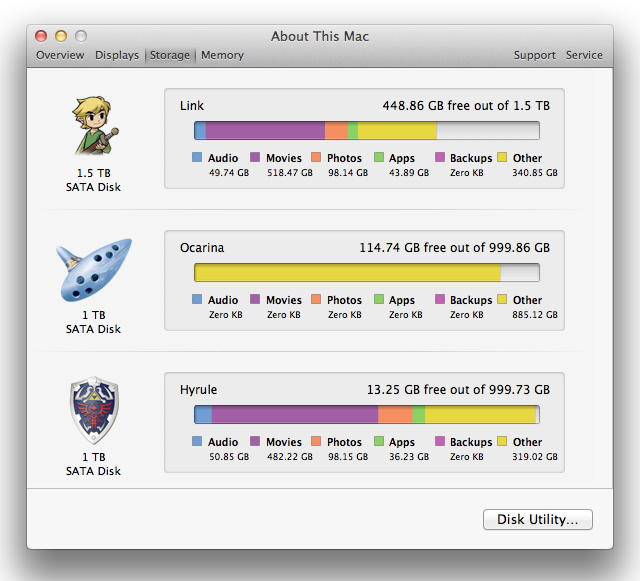 About This Mac
Overview Displays Storage Memory Support Service
Link 448.86 GB free out of 1.5 TB
Audio Movies Photos Apps Backups Other
49.74 GB 518.47 GB 98.14 GB 43.89 GB Zero KB 340.85 GB
1.5 TB
SATA Disk
Ocarina 114.74 GB free out of 999.86 GB
Audio Movies Photos Apps Backups Other
Zero KB Zero KB Zero KB Zero KB Zero KB 885.12 GB
1 TB
SATA Disk
Hyrule 13.25 GB free out of 999.73 GB
Audio Movies Photos Apps Backups Other
50.85 GB 482.22 GB 98.15 GB 36.23 GB Zero KB 319.02 GB
1 TB
SATA Disk
Disk Utility...